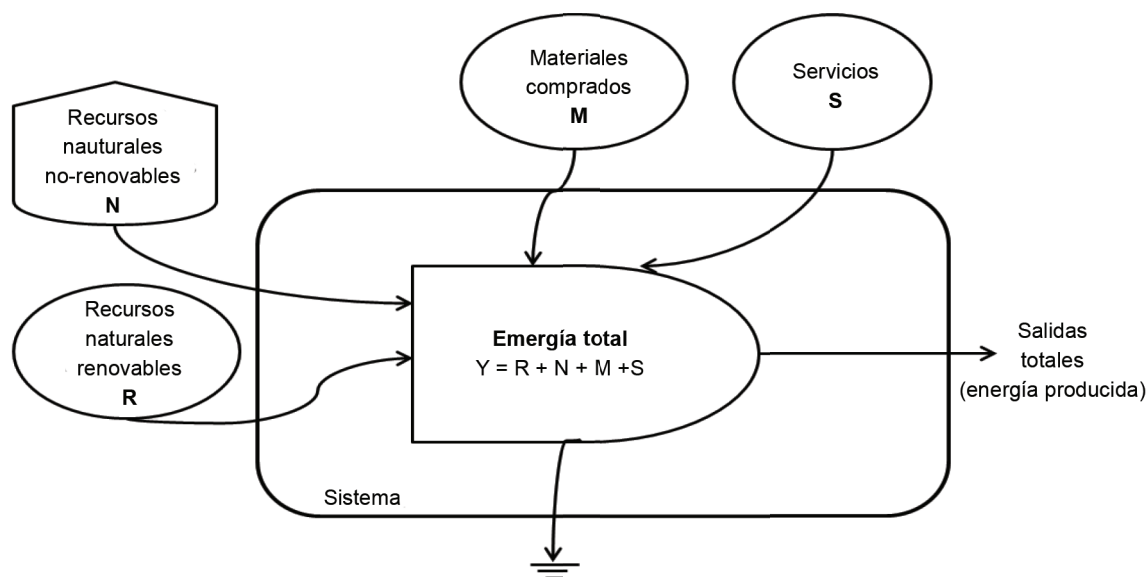 Materiales
comprados
M
Servicios
S
Recursos
nauturales
no-renovables
N
Recursos
naturales
renovables
R
Emergía total
Y = R + N + M +S
Salidas
totales
(energía producida)
Sistema